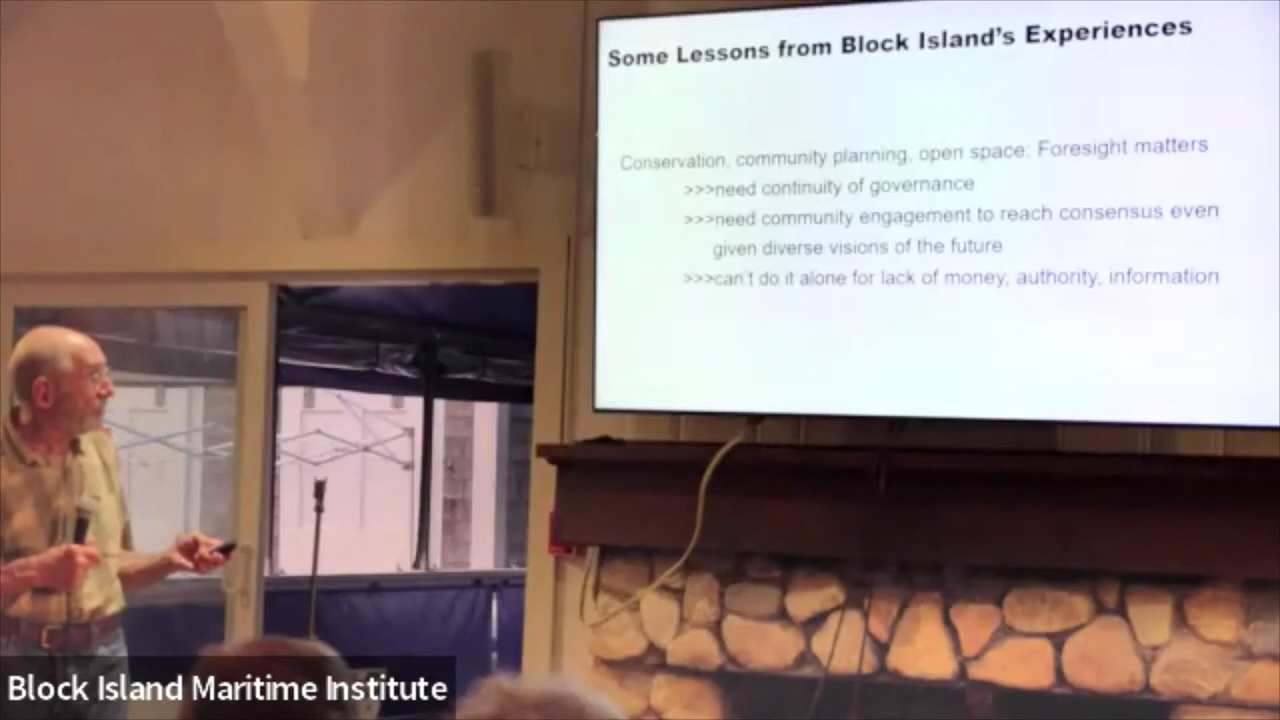 Some Lessons from Block Island's Experiences
Conservation, community planning, open space: Foresight matters
>>>need continuity of governance
>>>need community engagement to reach consensus even
given diverse visions of the future
>>>can't do it alone for lack of money, authority, information
Block Island Maritime Institute